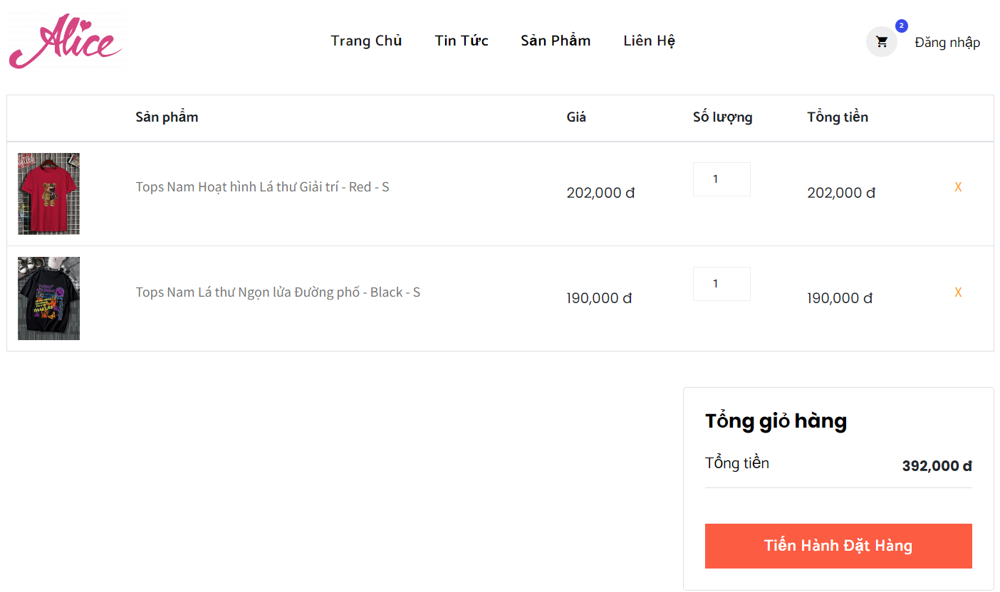 Alice
Trang Chủ Tin Tức Sản Phẩm Liên Hệ 2 Đăng nhập
Sản phẩm Giá Số lượng Tổng tiền
Tops Nam Hoạt hình Lá thư Giải trí - Red - S 202,000 đ 1 202,000 đ X
Tops Nam Lá thư Ngọn lửa Đường phố - Black - S 190,000 đ 1 190,000 đ X
Tổng giỏ hàng
Tổng tiền 392,000 đ
Tiến Hành Đặt Hàng